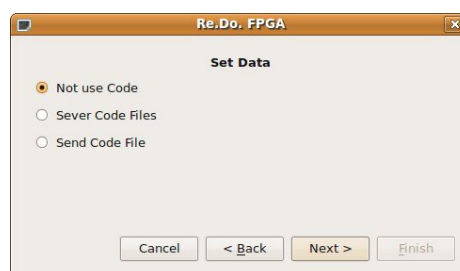 Re.Do. FPGA
Set Data
Not use Code
Sever Code Files
Send Code File
Cancel < Back Next > Finish